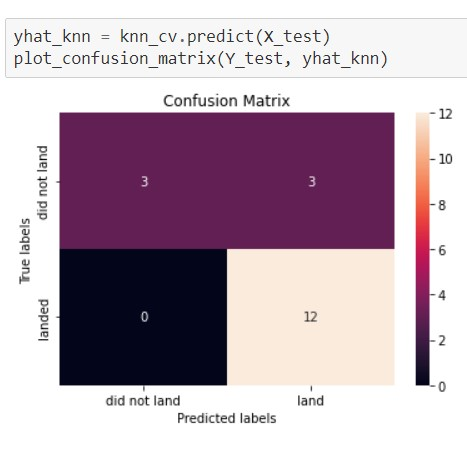 yhat_knn = knn_cv.predict(X_test)
plot_confusion_matrix(Y_test, yhat_knn)
Confusion Matrix
True labels
did not land
landed
3 3
0 12
did not land land
Predicted labels
12
10
8
6
4
2
0